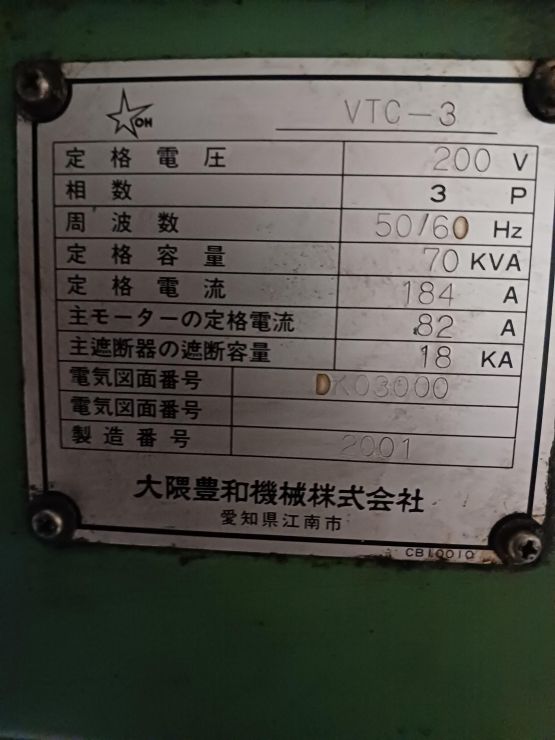 OH
VTC-3
定格電圧 200 V
相数 3 P
周波数 50/60 Hz
定格容量 70 KVA
定格電流 184 A
主モーターの定格電流 82 A
主遮断器の遮断容量 18 KA
電気図面番号 DK03000
電気図面番号
製造番号 2001
大隈豊和機械株式会社
愛知県江南市
CB10010